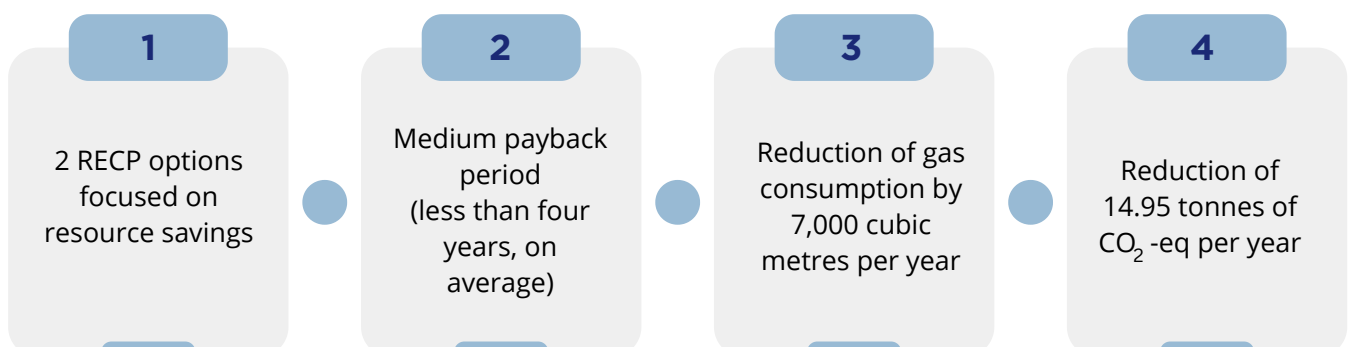 1
2 RECP options
focused on
resource savings
2
Medium payback
period
(less than four
years, on
average)
3
Reduction of gas
consumption by
7,000 cubic
metres per year
4
Reduction of
14.95 tonnes of
CO₂ -eq per year